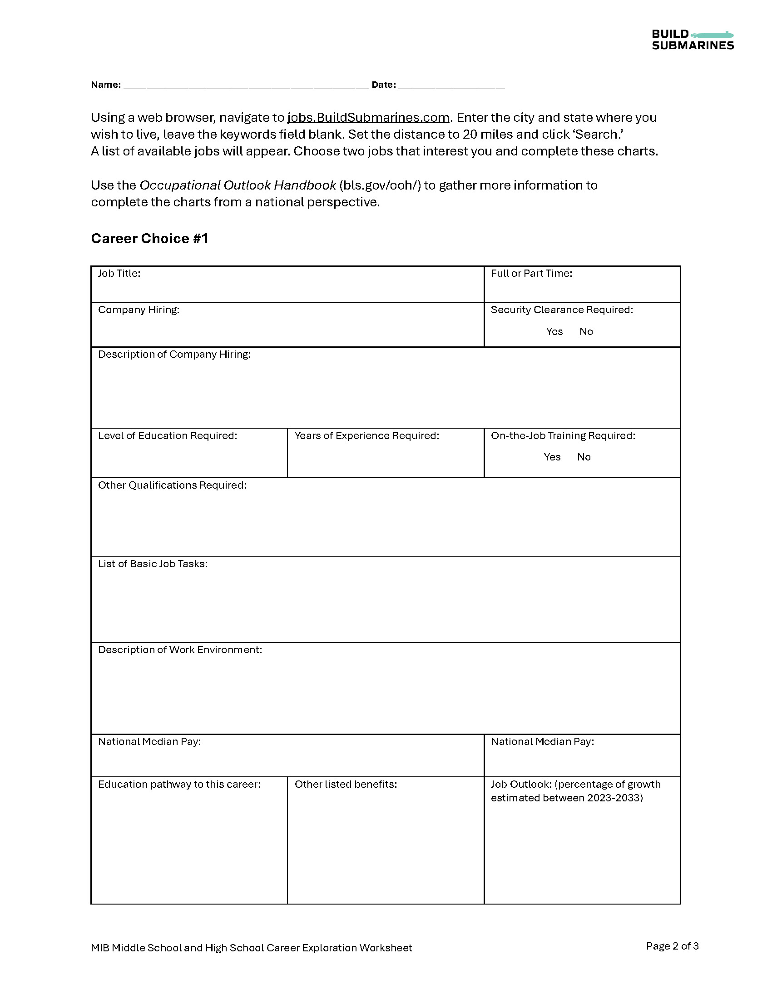 BUILD
SUBMARINES
Name: ______________________________________________ Date: ____________________
Using a web browser, navigate to jobs.BuildSubmarines.com. Enter the city and state where you
wish to live, leave the keywords field blank. Set the distance to 20 miles and click ‘Search.’
A list of available jobs will appear. Choose two jobs that interest you and complete these charts.
Use the Occupational Outlook Handbook (bls.gov/ooh/) to gather more information to
complete the charts from a national perspective.
Career Choice #1
Job Title:
Full or Part Time:
Company Hiring:
Security Clearance Required:
Yes No
Description of Company Hiring:
Level of Education Required:
Years of Experience Required:
On-the-Job Training Required:
Yes No
Other Qualifications Required:
List of Basic Job Tasks:
Description of Work Environment:
National Median Pay:
National Median Pay:
Education pathway to this career:
Other listed benefits:
Job Outlook: (percentage of growth
estimated between 2023-2033)
MIB Middle School and High School Career Exploration Worksheet
Page 2 of 3